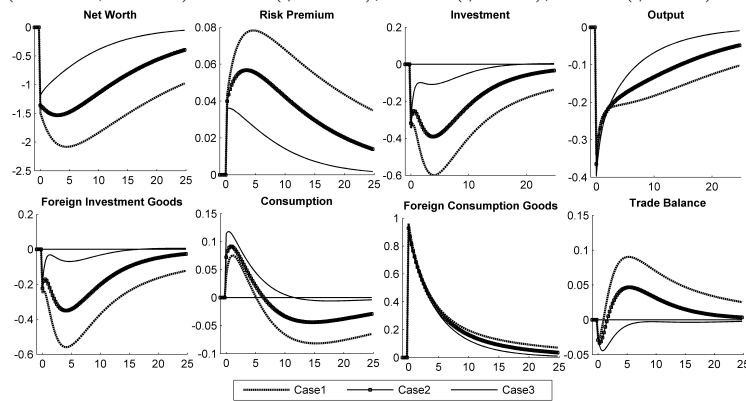 Net Worth
Risk Premium
Investment
Output
0
-0.5
-1
-1.5
-2
-2.5
0 5 10 15 20 25
0.08
0.06
0.04
0.02
0
0 5 10 15 20 25
0.2
0
-0.2
-0.4
-0.6
0 5 10 15 20 25
0
-0.1
-0.2
-0.3
-0.4
0 10 20
Foreign Investment Goods
Consumption
Foreign Consumption Goods
Trade Balance
0.2
0
-0.2
-0.4
-0.6
0 5 10 15 20 25
0.15
0.1
0.05
0
-0.05
-0.1
0 5 10 15 20 25
1
0.8
0.6
0.4
0.2
0
0 5 10 15 20 25
0.15
0.1
0.05
0
-0.05
0 5 10 15 20 25
Case1 Case2 Case3